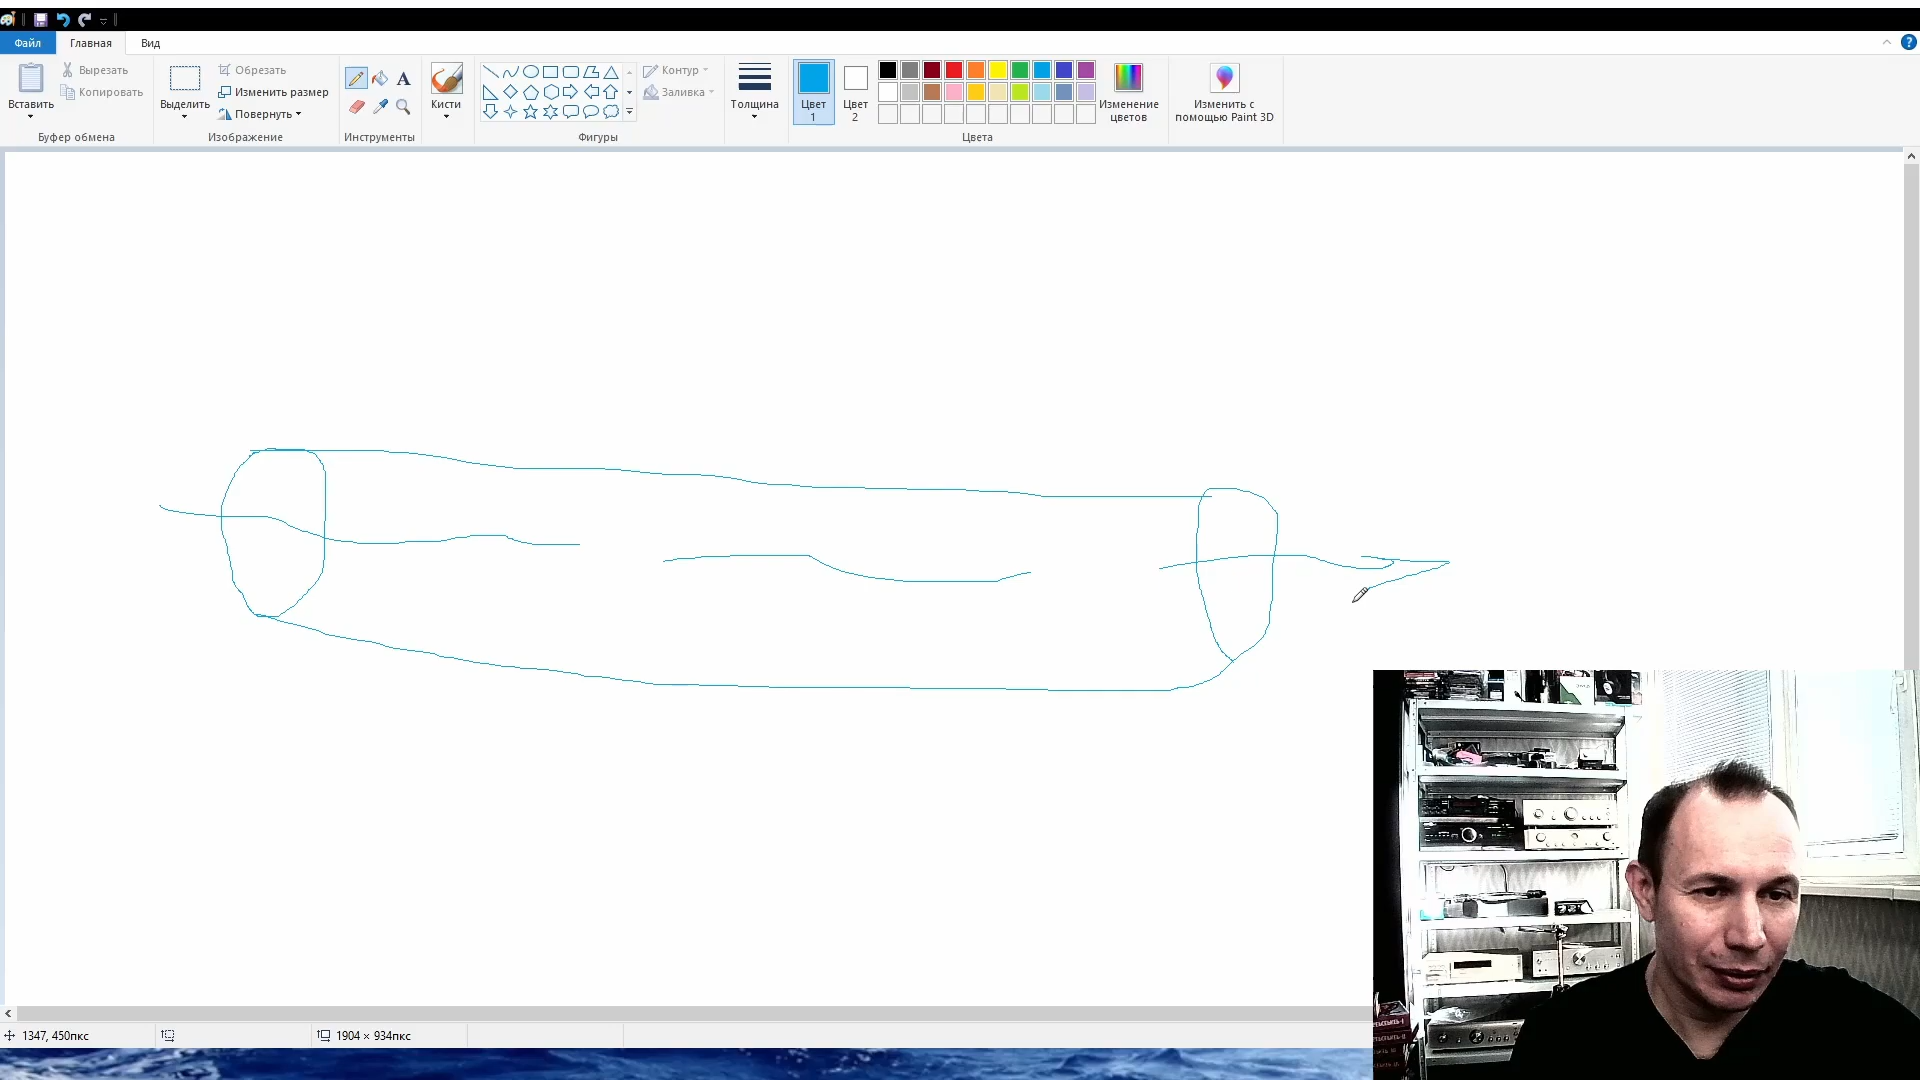 Файл Главная Вид
Вставить
Вырезать
Копировать
Буфер обмена
Выделить
Обрезать
Изменить размер
Повернуть
Изображение
A
Инструменты
Кисти
Контур
Заливка
Фигуры
Толщина
Цвет
1
Цвет
2
Изменение
цветов
Цвета
Изменить с
помощью Paint 3D
?
1347, 450пкс
1904 × 934пкс